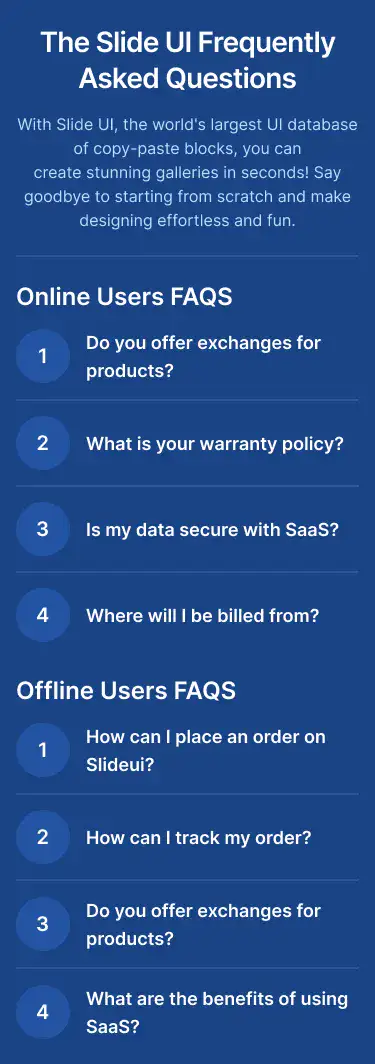 The Slide UI Frequently
Asked Questions
With Slide UI, the world's largest UI database
of copy-paste blocks, you can
create stunning galleries in seconds! Say
goodbye to starting from scratch and make
designing effortless and fun.
Online Users FAQS
1
Do you offer exchanges for
products?
2
What is your warranty policy?
3
Is my data secure with SaaS?
4
Where will I be billed from?
Offline Users FAQS
1
How can I place an order on
Slideui?
2
How can I track my order?
3
Do you offer exchanges for
products?
4
What are the benefits of using
SaaS?